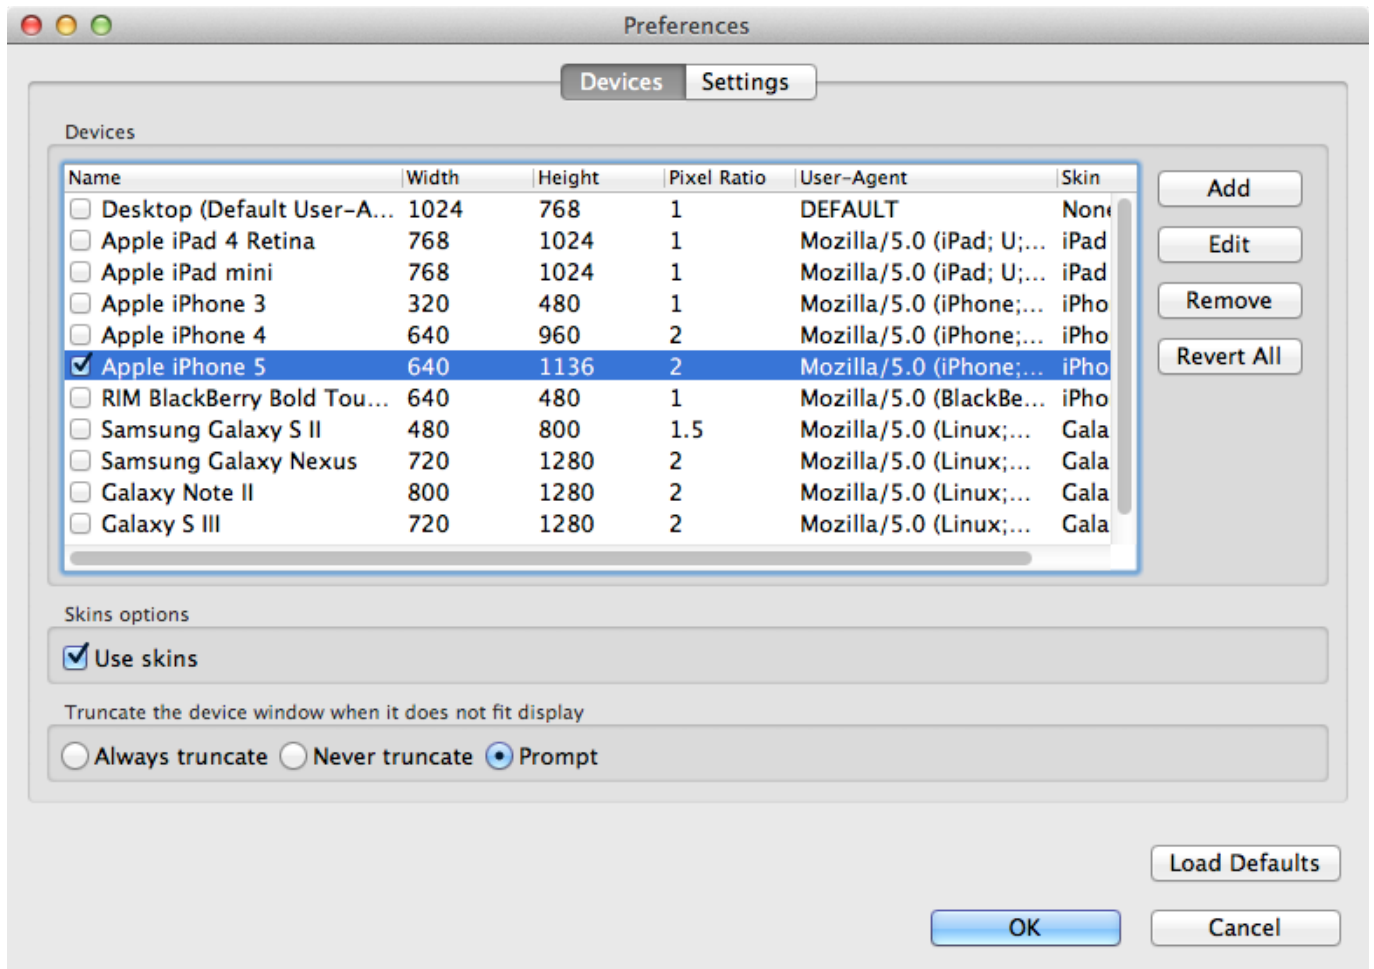 Preferences
Devices Settings
Devices
Name Width Height Pixel Ratio User-Agent Skin
Desktop (Default User-A... 1024 768 1 DEFAULT None
Apple iPad 4 Retina 768 1024 1 Mozilla/5.0 (iPad; U;... iPad
Apple iPad mini 768 1024 1 Mozilla/5.0 (iPad; U;... iPad
Apple iPhone 3 320 480 1 Mozilla/5.0 (iPhone;... iPho
Apple iPhone 4 640 960 2 Mozilla/5.0 (iPhone;... iPho
Apple iPhone 5 640 1136 2 Mozilla/5.0 (iPhone;... iPho
RIM BlackBerry Bold Tou... 640 480 1 Mozilla/5.0 (BlackBe... iPho
Samsung Galaxy S II 480 800 1.5 Mozilla/5.0 (Linux;... Gala
Samsung Galaxy Nexus 720 1280 2 Mozilla/5.0 (Linux;... Gala
Galaxy Note II 800 1280 2 Mozilla/5.0 (Linux;... Gala
Galaxy S III 720 1280 2 Mozilla/5.0 (Linux;... Gala
Add
Edit
Remove
Revert All
Skins options
Use skins
Truncate the device window when it does not fit display
Always truncate Never truncate Prompt
Load Defaults
OK Cancel